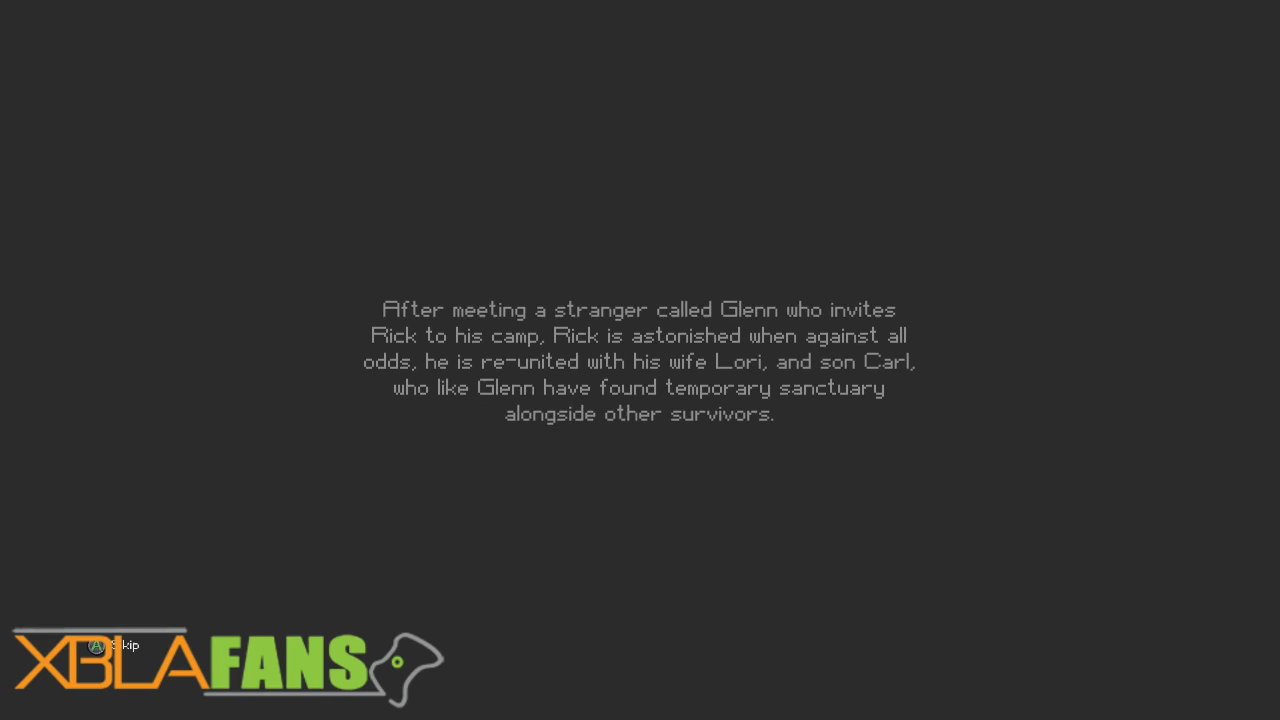 After meeting a stranger called Glenn who invites
Rick to his camp, Rick is astonished when against all
odds, he is re-united with his wife Lori, and son Carl,
who like Glenn have found temporary sanctuary
alongside other survivors.
A Skip
XBLAFANS